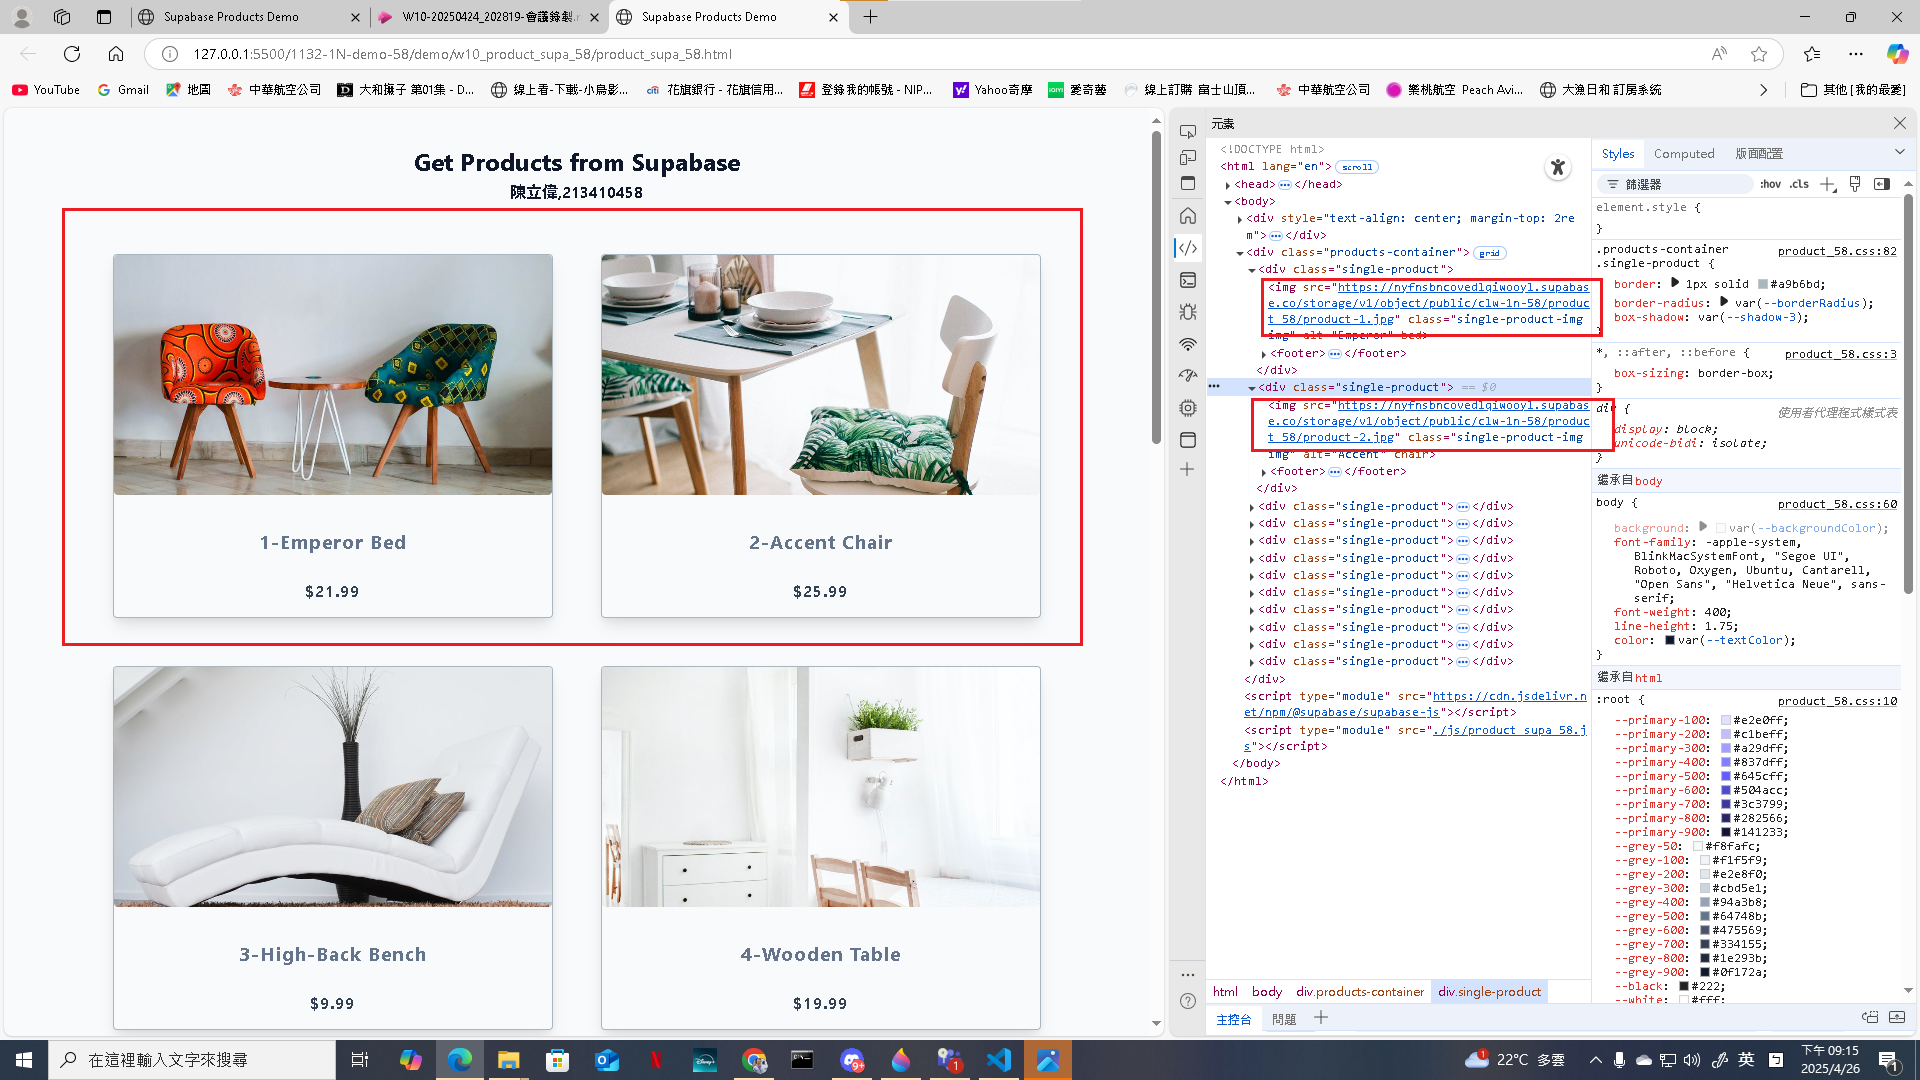 Supabase Products Demo
W10-20250424_202819-會議錄製.m
Supabase Products Demo
127.0.0.1:5500/1132-1N-demo-58/demo/w10_product_supa_58/product_supa_58.html
YouTube
Gmail
地圖
中華航空公司
大和撫子 第01集 - D...
線上看-下載-小鳥影...
花旗銀行 - 花旗信用...
登錄我的帳號 - NIP...
Yahoo奇摩
愛奇藝
線上訂購 富士山頂...
中華航空公司
樂桃航空 Peach Avi...
大漁日和 訂房系統
其他 [我的最愛]
Get Products from Supabase
陳立偉,213410458
1-Emperor Bed
$21.99
2-Accent Chair
$25.99
3-High-Back Bench
$9.99
4-Wooden Table
$19.99
元素
<!DOCTYPE html>
<html lang="en"> scroll
<head> </head>
<body>
<div style="text-align: center; margin-top: 2re
m"> </div>
<div class="products-container"> grid
<div class="single-product">
<img src="https://nyfnsbncovedlqiwooyl.supabas
e.co/storage/v1/object/public/clw-1n-58/produc
t_58/product-1.jpg" class="single-product-img
img" alt="Emperor" bed>
<footer> </footer>
</div>
<div class="single-product"> == $0
<img src="https://nyfnsbncovedlqiwooyl.supabas
e.co/storage/v1/object/public/clw-1n-58/produc
t_58/product-2.jpg" class="single-product-img
img" alt="Accent" chair>
<footer> </footer>
</div>
<div class="single-product"> </div>
<div class="single-product"> </div>
<div class="single-product"> </div>
<div class="single-product"> </div>
<div class="single-product"> </div>
<div class="single-product"> </div>
<div class="single-product"> </div>
<div class="single-product"> </div>
<div class="single-product"> </div>
<div class="single-product"> </div>
</div>
<script type="module" src="https://cdn.jsdelivr.n
et/npm/@supabase/supabase-js"></script>
<script type="module" src="./js/product_supa_58.j
s"></script>
</body>
</html>
html body div.products-container div.single-product
主控台 問題
Styles Computed 版面配置
篩選器 :hov .cls
element.style {
}
.products-container product_58.css:82
.single-product {
border: 1px solid #a9b6bd;
border-radius: var(--borderRadius);
box-shadow: var(--shadow-3);
}
*, ::after, ::before { product_58.css:3
box-sizing: border-box;
}
div { 使用者代理程式樣式表
display: block;
unicode-bidi: isolate;
}
繼承自 body
body { product_58.css:60
background: var(--backgroundColor);
font-family: -apple-system,
BlinkMacSystemFont, "Segoe UI",
Roboto, Oxygen, Ubuntu, Cantarell,
"Open Sans", "Helvetica Neue", sans-
serif;
font-weight: 400;
line-height: 1.75;
color: var(--textColor);
}
繼承自 html
:root { product_58.css:10
--primary-100: #e2e0ff;
--primary-200: #c1beff;
--primary-300: #a29dff;
--primary-400: #837dff;
--primary-500: #645cff;
--primary-600: #504acc;
--primary-700: #3c3799;
--primary-800: #282566;
--primary-900: #141233;
--grey-50: #f8fafc;
--grey-100: #f1f5f9;
--grey-200: #e2e8f0;
--grey-300: #cbd5e1;
--grey-400: #94a3b8;
--grey-500: #64748b;
--grey-600: #475569;
--grey-700: #334155;
--grey-800: #1e293b;
--grey-900: #0f172a;
--black: #222;
--white: #fff;
在這裡輸入文字來搜尋
22°C 多雲
英
下午 09:15
2025/4/26